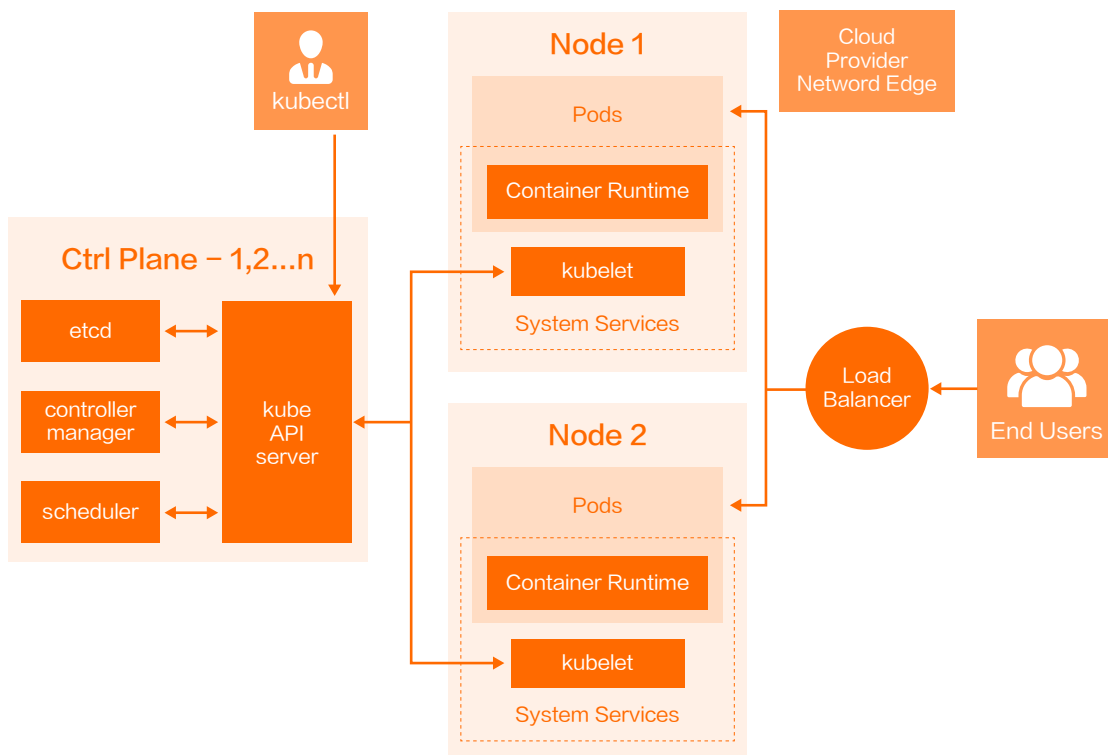 kubectl
Ctrl Plane – 1,2...n
etcd
controller
manager
scheduler
kube
API
server
Node 1
Pods
Container Runtime
kubelet
System Services
Node 2
Pods
Container Runtime
kubelet
System Services
Cloud
Provider
Netword Edge
Load
Balancer
End Users